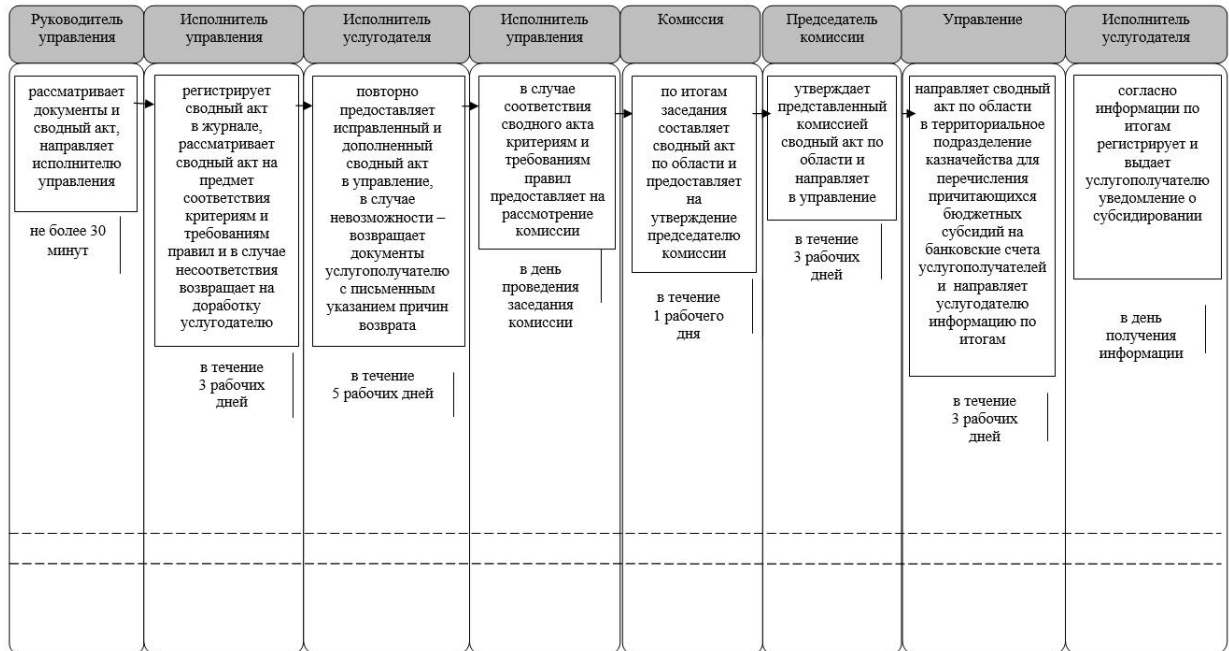 Руководитель
управления
Исполнитель
управления
Исполнитель
услугодателя
Исполнитель
управления
Комиссия
Председатель
комиссии
Управление
Исполнитель
услугодателя
рассматривает
документы и
сводный акт,
направляет
исполнителю
управления
не более 30
минут
регистрирует
сводный акт
в журнале,
рассматривает
сводный акт на
предмет
соответствия
критериям и
требованиям
правил и в случае
несоответствия
возвращает на
доработку
услугодателю
в течение
3 рабочих
дней
повторно
предоставляет
исправленный и
дополненный
сводный акт
в управление,
в случае
невозможности –
возвращает
документы
услугополучателю
с письменным
указанием причин
возврата
в течение
5 рабочих дней
в случае
соответствия
сводного акта
критериям и
требованиям
правил
предоставляет на
рассмотрение
комиссии
в день
проведения
заседания
комиссии
по итогам
заседания
составляет
сводный акт
по области и
предоставляет
на
утверждение
председателю
комиссии
в течение
1 рабочего
дня
утверждает
представленный
комиссией
сводный акт по
области и
направляет
в управление
в течение
3 рабочих
дней
направляет сводный
акт по области
в территориальное
подразделение
казначейства для
перечисления
причитающихся
бюджетных
субсидий на
банковские счета
услугополучателей
и направляет
услугодателю
информацию по
итогам
в течение
3 рабочих
дней
согласно
информации по
итогам
регистрирует и
выдает
услугополучателю
уведомление о
субсидировании
в день
получения
информации